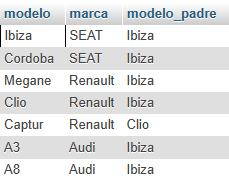 modelo marca modelo_padre
Ibiza SEAT Ibiza
Cordoba SEAT Ibiza
Megane Renault Ibiza
Clio Renault Ibiza
Captur Renault Clio
A3 Audi Ibiza
A8 Audi Ibiza